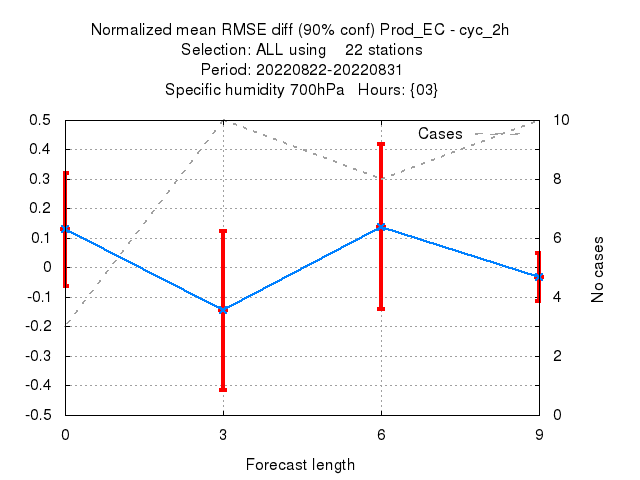 Normalized mean RMSE diff (90% conf) Prod_EC - cyc_2h
Selection: ALL using    22 stations
Period: 20220822-20220831
Specific humidity 700hPa   Hours: {03}
0.5
0.4
0.3
0.2
0.1
0
-0.1
-0.2
-0.3
-0.4
-0.5
Cases
10
8
6
4
2
0
No cases
0 3 6 9
Forecast length